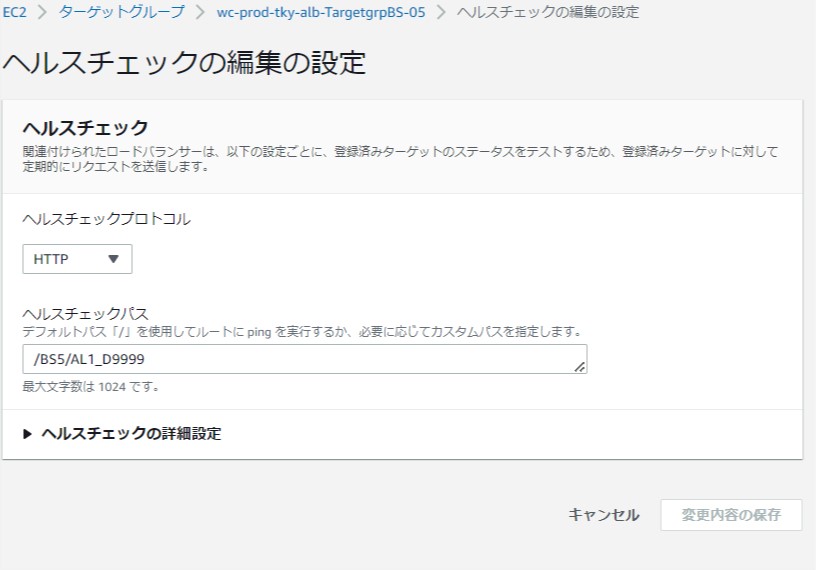 EC2 > ターゲットグループ > wc-prod-tky-alb-TargetgrpBS-05 > ヘルスチェックの編集の設定
ヘルスチェックの編集の設定
ヘルスチェック
関連付けられたロードバランサーは、以下の設定ごとに、登録済みターゲットのステータスをテストするため、登録済みターゲットに対して
定期的にリクエストを送信します。
ヘルスチェックプロトコル
HTTP
ヘルスチェックパス
デフォルトパス「/」を使用してルートに ping を実行するか、必要に応じてカスタムパスを指定します。
/BS5/AL1_D9999
最大文字数は 1024 です。
ヘルスチェックの詳細設定
キャンセル 変更内容の保存